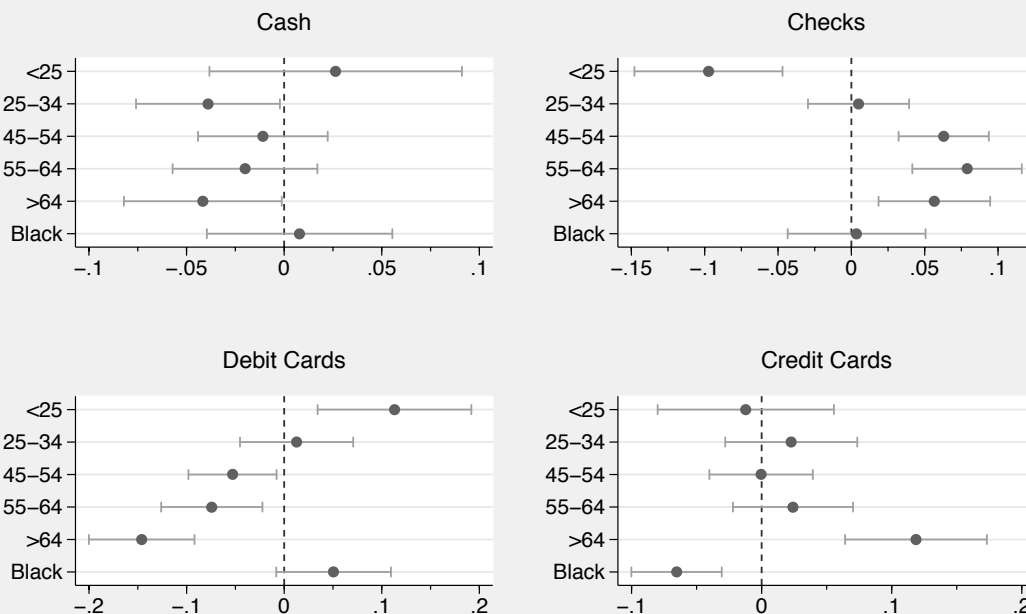 Cash
<25
25−34
45−54
55−64
>64
Black
−.1 −.05 0 .05 .1
Checks
<25
25−34
45−54
55−64
>64
Black
−.15 −.1 −.05 0 .05 .1
Debit Cards
<25
25−34
45−54
55−64
>64
Black
−.2 −.1 0 .1 .2
Credit Cards
<25
25−34
45−54
55−64
>64
Black
−.1 0 .1 .2